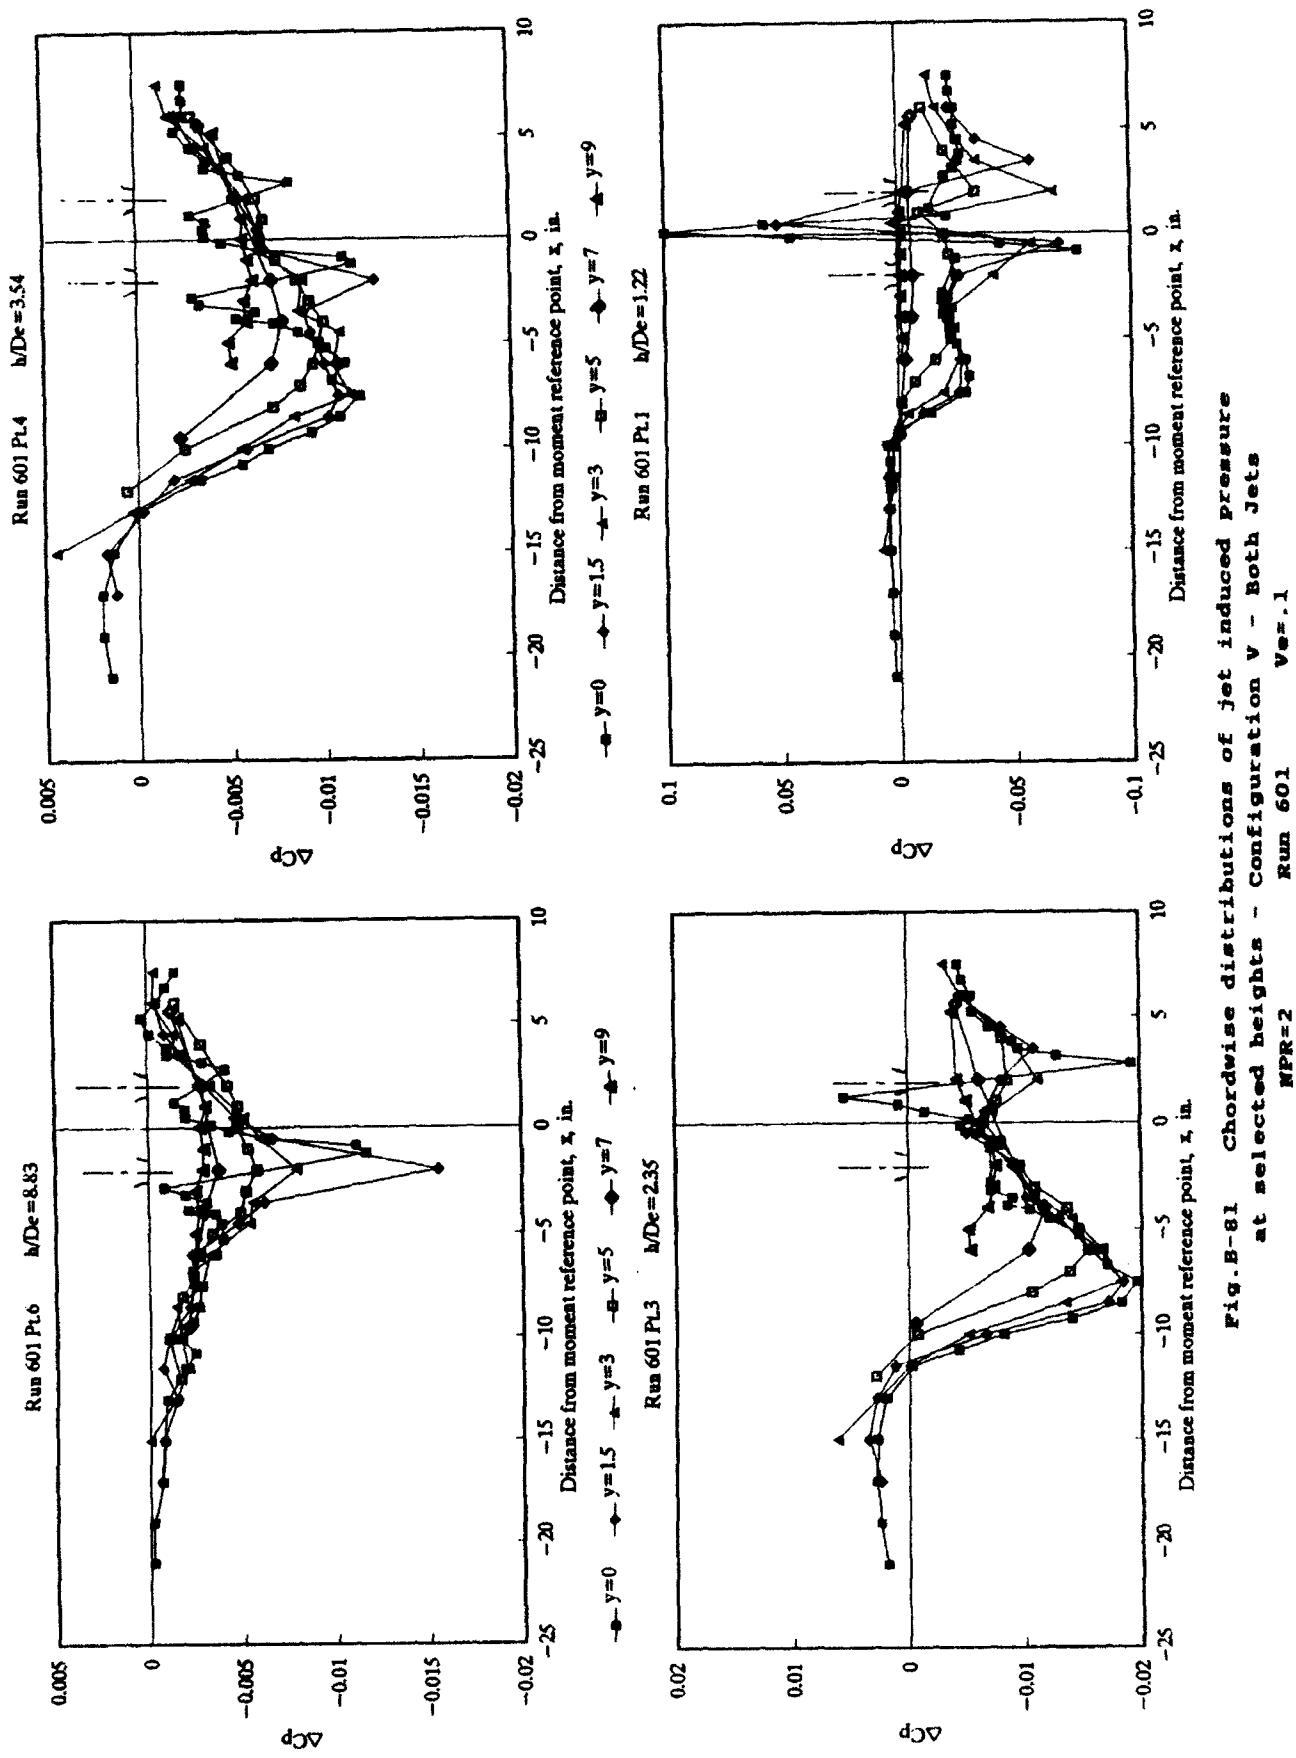 Run 601 Pt.6 h/De=8.83
0.005
0
−0.005
−0.01
−0.015
−0.02
ΔCp
−25 −20 −15 −10 −5 0 5 10
Distance from moment reference point, x, in.
Run 601 Pt.4 h/De=3.54
0.005
0
−0.005
−0.01
−0.015
−0.02
ΔCp
−25 −20 −15 −10 −5 0 5 10
Distance from moment reference point, x, in.
y=0 y=1.5 y=3 y=5 y=7 y=9
y=0 y=1.5 y=3 y=5 y=7 y=9
Run 601 Pt.3 h/De=2.35
0.02
0.01
0
−0.01
−0.02
ΔCp
−25 −20 −15 −10 −5 0 5 10
Distance from moment reference point, x, in.
Run 601 Pt.1 h/De=1.22
0.1
0.05
0
−0.05
−0.1
ΔCp
−25 −20 −15 −10 −5 0 5 10
Distance from moment reference point, x, in.
Fig.B-81 Chordwise distributions of jet induced pressure
at selected heights - Configuration V - Both Jets
NPR=2 Run 601 Ve=.1